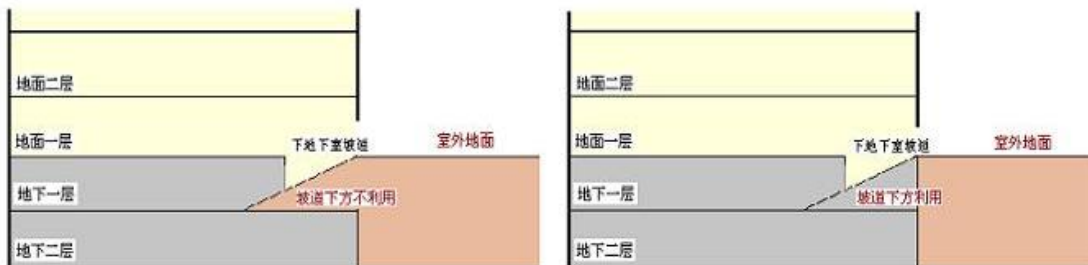 地面二层
地面一层
下地下室坡道
室外地面
地下一层
坡道下方不利用
地下二层
地面二层
地面一层
下地下室坡道
室外地面
地下一层
坡道下方利用
地下二层